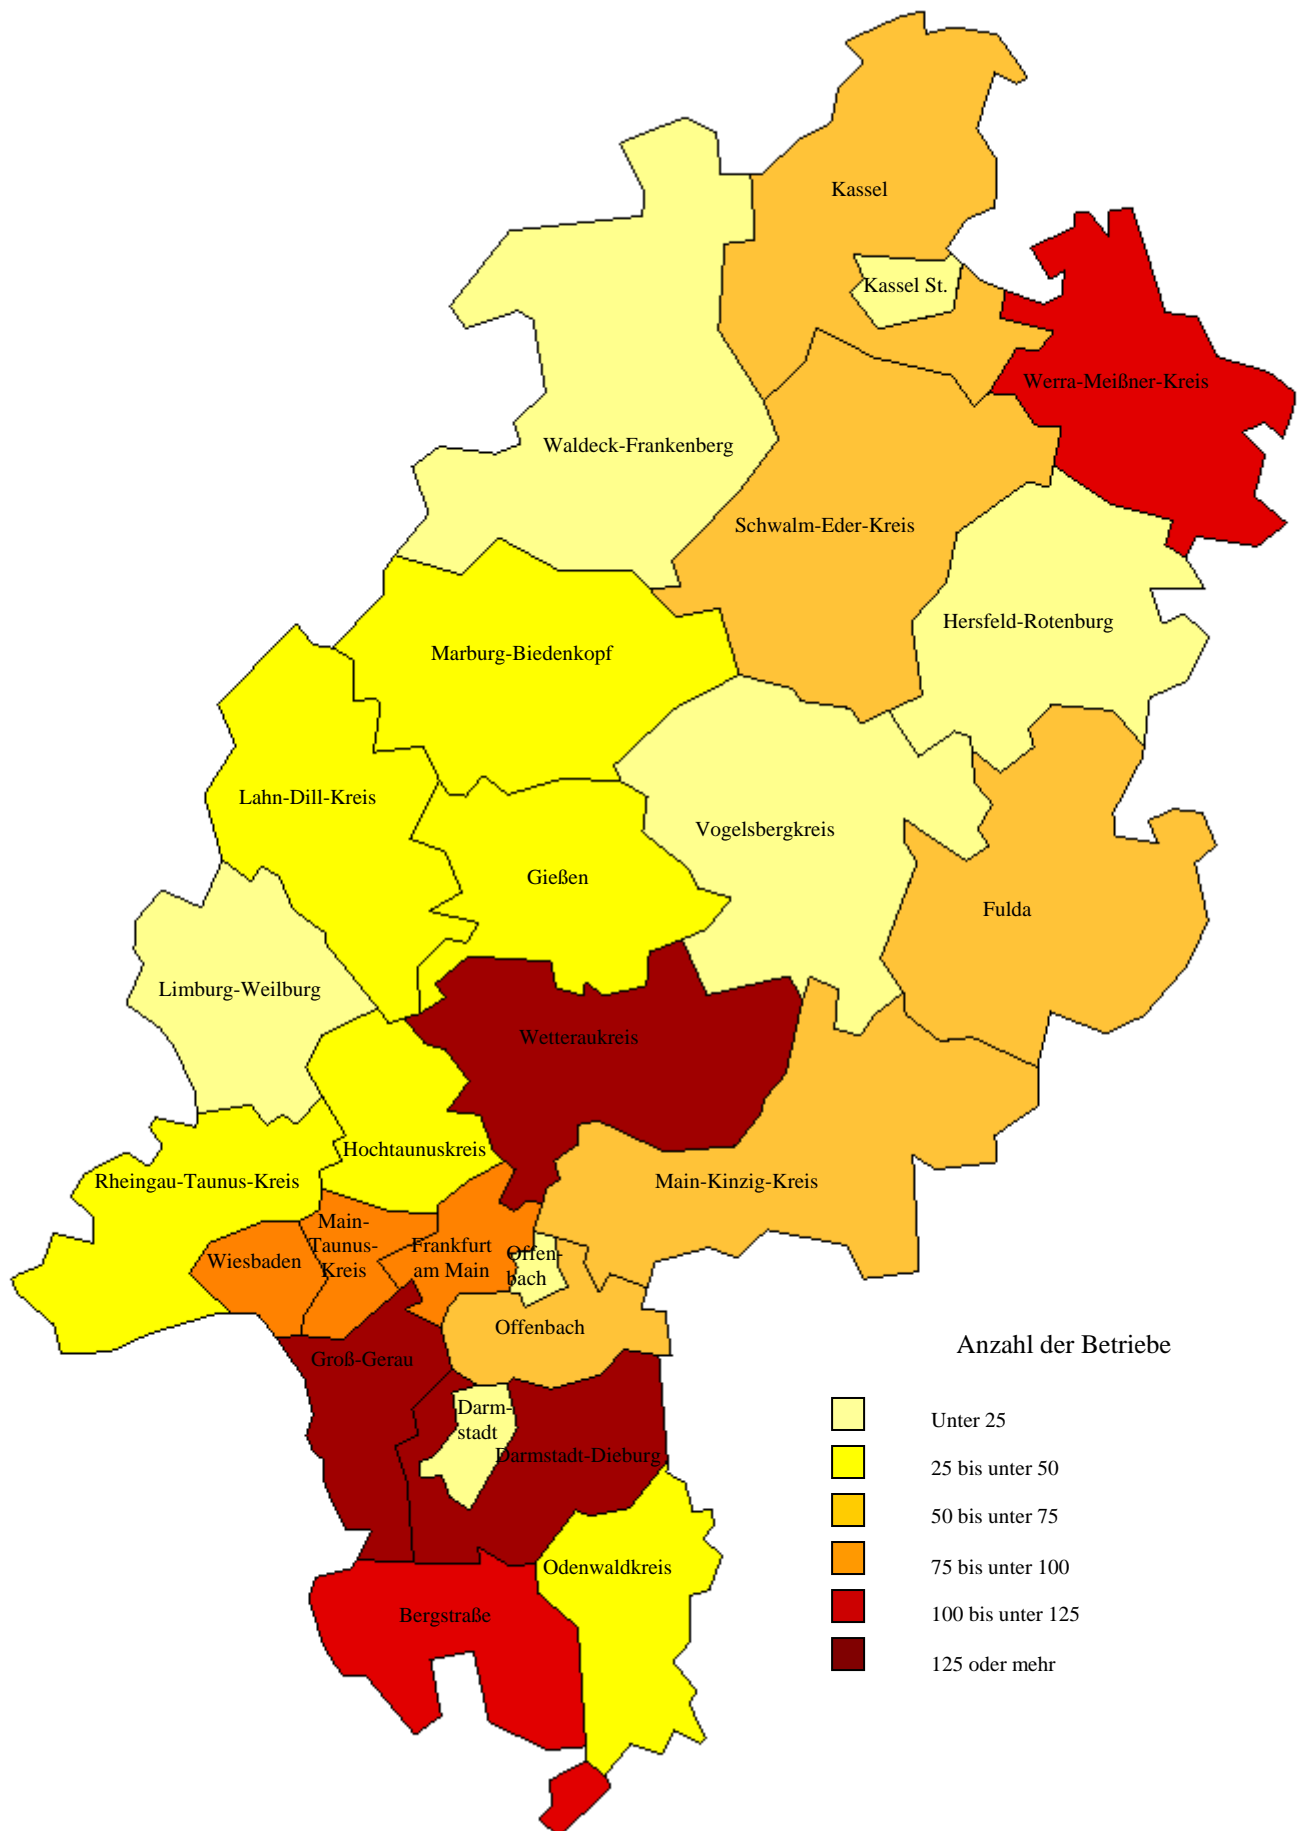 Kassel
Kassel St.
Werra-Meißner-Kreis
Waldeck-Frankenberg
Schwalm-Eder-Kreis
Hersfeld-Rotenburg
Marburg-Biedenkopf
Lahn-Dill-Kreis
Vogelsbergkreis
Gießen
Fulda
Limburg-Weilburg
Wetteraukreis
Hochtaunuskreis
Rheingau-Taunus-Kreis
Main-Kinzig-Kreis
Main-
Taunus-
Kreis
Wiesbaden
Frankfurt
am Main
Offen-
bach
Offenbach
Groß-Gerau
Darm-
stadt
Darmstadt-Dieburg
Odenwaldkreis
Bergstraße
Anzahl der Betriebe
Unter 25
25 bis unter 50
50 bis unter 75
75 bis unter 100
100 bis unter 125
125 oder mehr